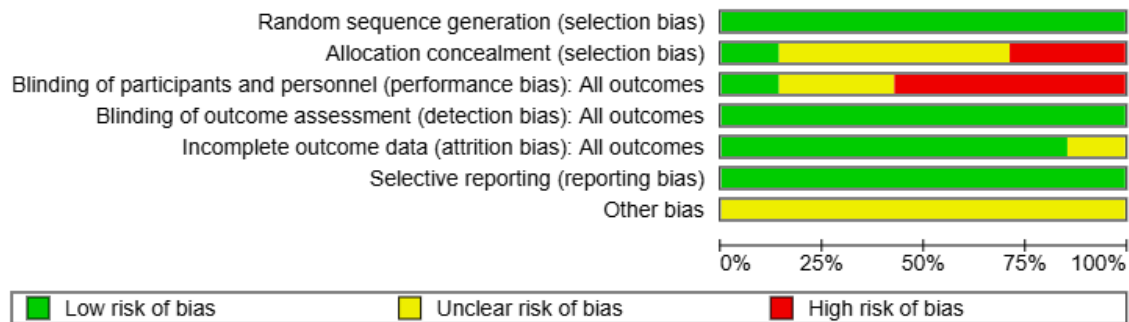 Random sequence generation (selection bias)
Allocation concealment (selection bias)
Blinding of participants and personnel (performance bias): All outcomes
Blinding of outcome assessment (detection bias): All outcomes
Incomplete outcome data (attrition bias): All outcomes
Selective reporting (reporting bias)
Other bias
0% 25% 50% 75% 100%
Low risk of bias Unclear risk of bias High risk of bias